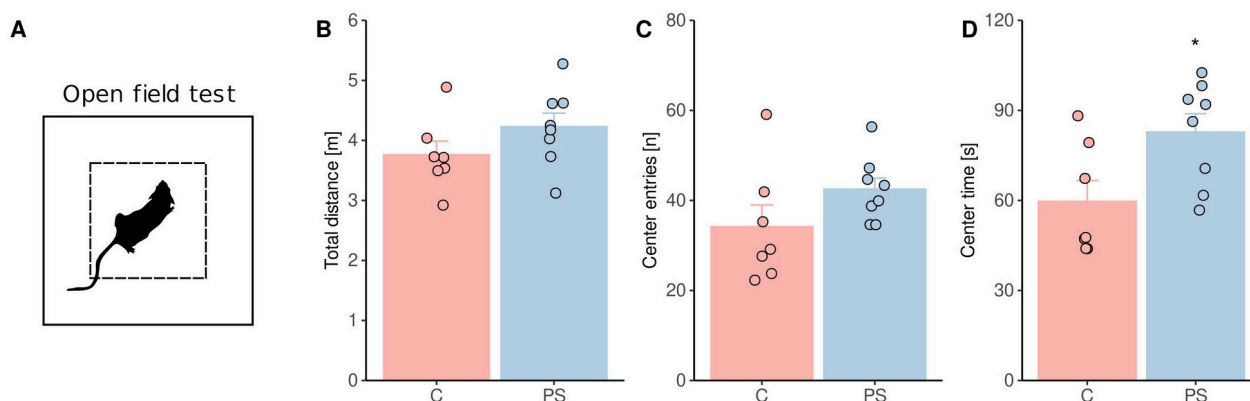 A
Open field test
B
Total distance [m]
6
5
4
3
2
1
0
C
PS
C
Center entries [n]
80
60
40
20
0
C
PS
D
Center time [s]
120
90
60
30
0
*
C
PS